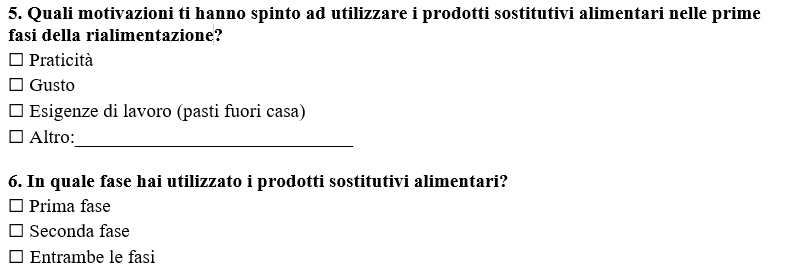 5. Quali motivazioni ti hanno spinto ad utilizzare i prodotti sostitutivi alimentari nelle prime
fasi della rialimentazione?
☐ Praticità
☐ Gusto
☐ Esigenze di lavoro (pasti fuori casa)
☐ Altro:______________________________
6. In quale fase hai utilizzato i prodotti sostitutivi alimentari?
☐ Prima fase
☐ Seconda fase
☐ Entrambe le fasi